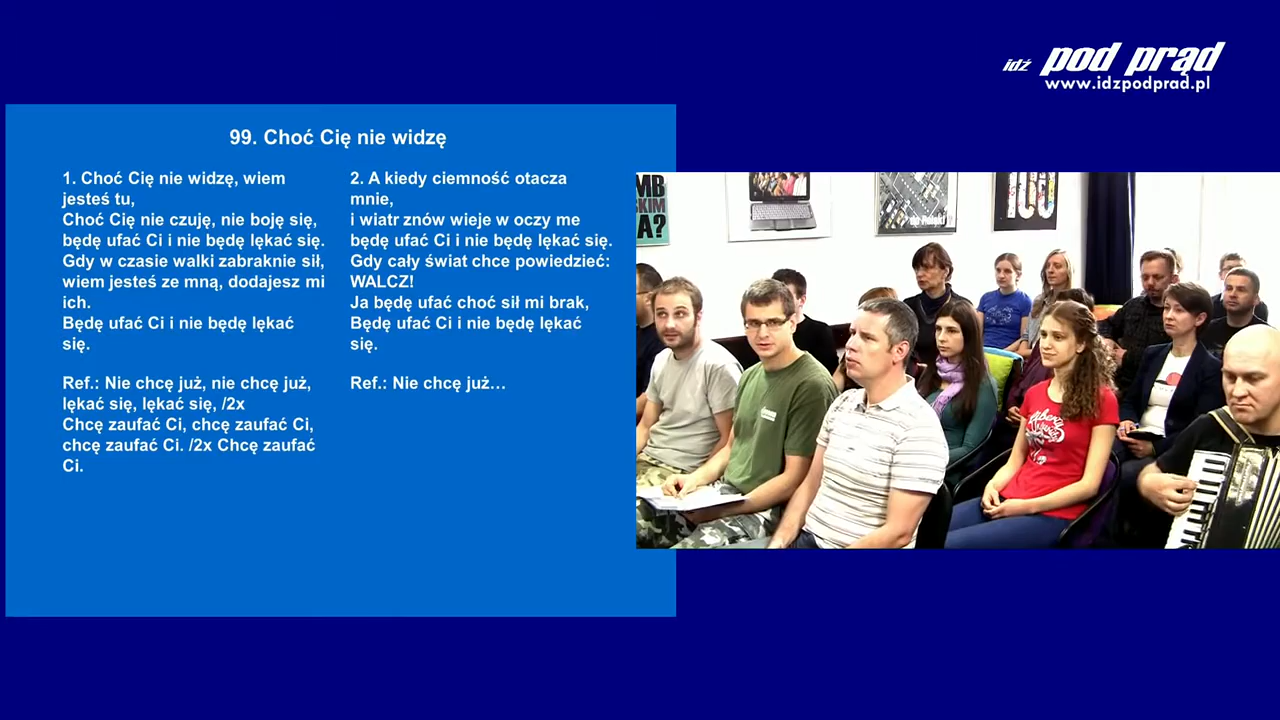 idź pod prąd
www.idzpodprad.pl
99. Choć Cię nie widzę
1. Choć Cię nie widzę, wiem
jesteś tu,
Choć Cię nie czuję, nie boję się,
będę ufać Ci i nie będę lękać się.
Gdy w czasie walki zabraknie sił,
wiem jesteś ze mną, dodajesz mi
ich.
Będę ufać Ci i nie będę lękać
się.
Ref.: Nie chcę już, nie chcę już,
lękać się, lękać się, /2x
Chcę zaufać Ci, chcę zaufać Ci,
chcę zaufać Ci. /2x Chcę zaufać
Ci.
2. A kiedy ciemność otacza
mnie,
i wiatr znów wieje w oczy me
będę ufać Ci i nie będę lękać się.
Gdy cały świat chce powiedzieć:
WALCZ!
Ja będę ufać choć sił mi brak,
Będę ufać Ci i nie będę lękać
się.
Ref.: Nie chcę już…